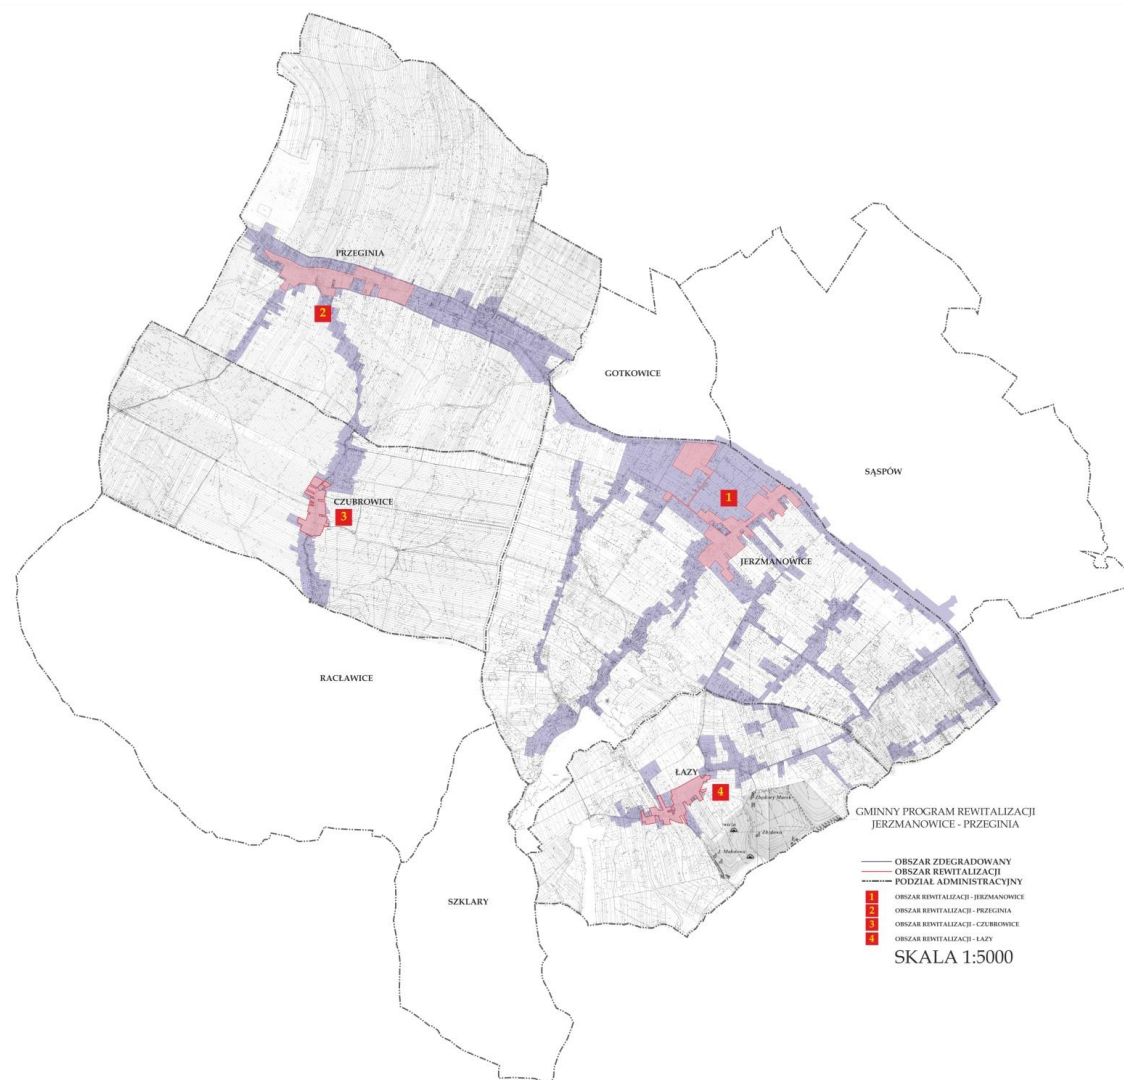 PRZEGINIA
2
GOTKOWICE
SĄSPÓW
1
CZUBROWICE
3
JERZMANOWICE
RACŁAWICE
ŁAZY
4
GMINNY PROGRAM REWITALIZACJI
JERZMANOWICE - PRZEGINIA
OBSZAR ZDEGRADOWANY
OBSZAR REWITALIZACJI
PODZIAŁ ADMINISTRACYJNY
1 OBSZAR REWITALIZACJI - JERZMANOWICE
2 OBSZAR REWITALIZACJI - PRZEGINIA
3 OBSZAR REWITALIZACJI - CZUBROWICE
4 OBSZAR REWITALIZACJI - ŁAZY
SKALA 1:5000
SZKLARY